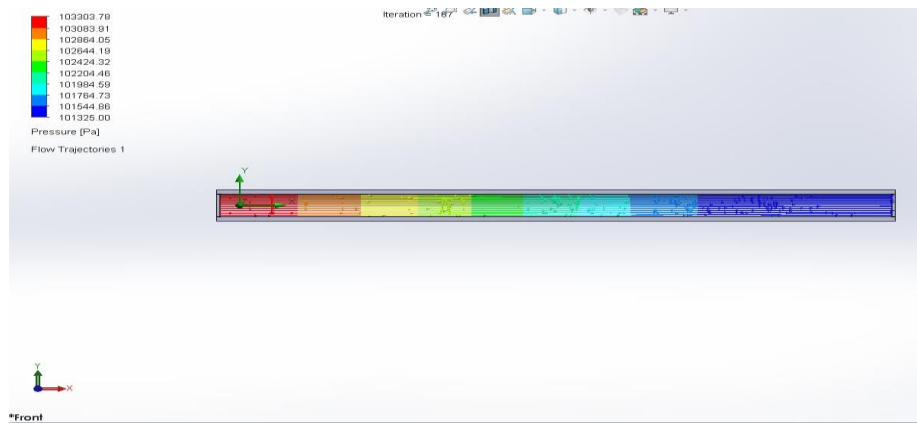 103303.78
103083.91
102864.05
102644.19
102424.32
102204.46
101984.59
101764.73
101544.86
101325.00
Pressure [Pa]
Flow Trajectories 1
Iteration = 187
Y
X
Y
X
*Front